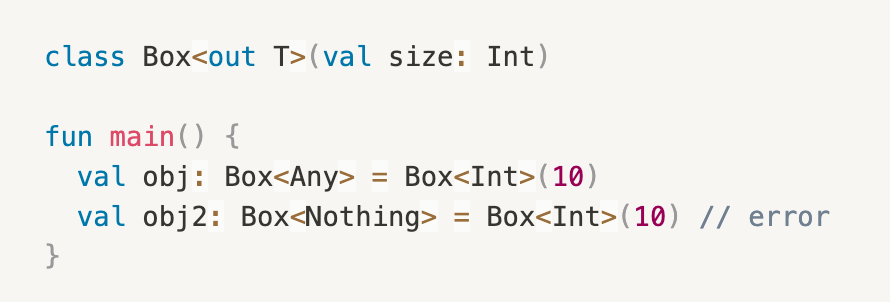 class Box<out T>(val size: Int)

fun main() {
  val obj: Box<Any> = Box<Int>(10)
  val obj2: Box<Nothing> = Box<Int>(10) // error
}